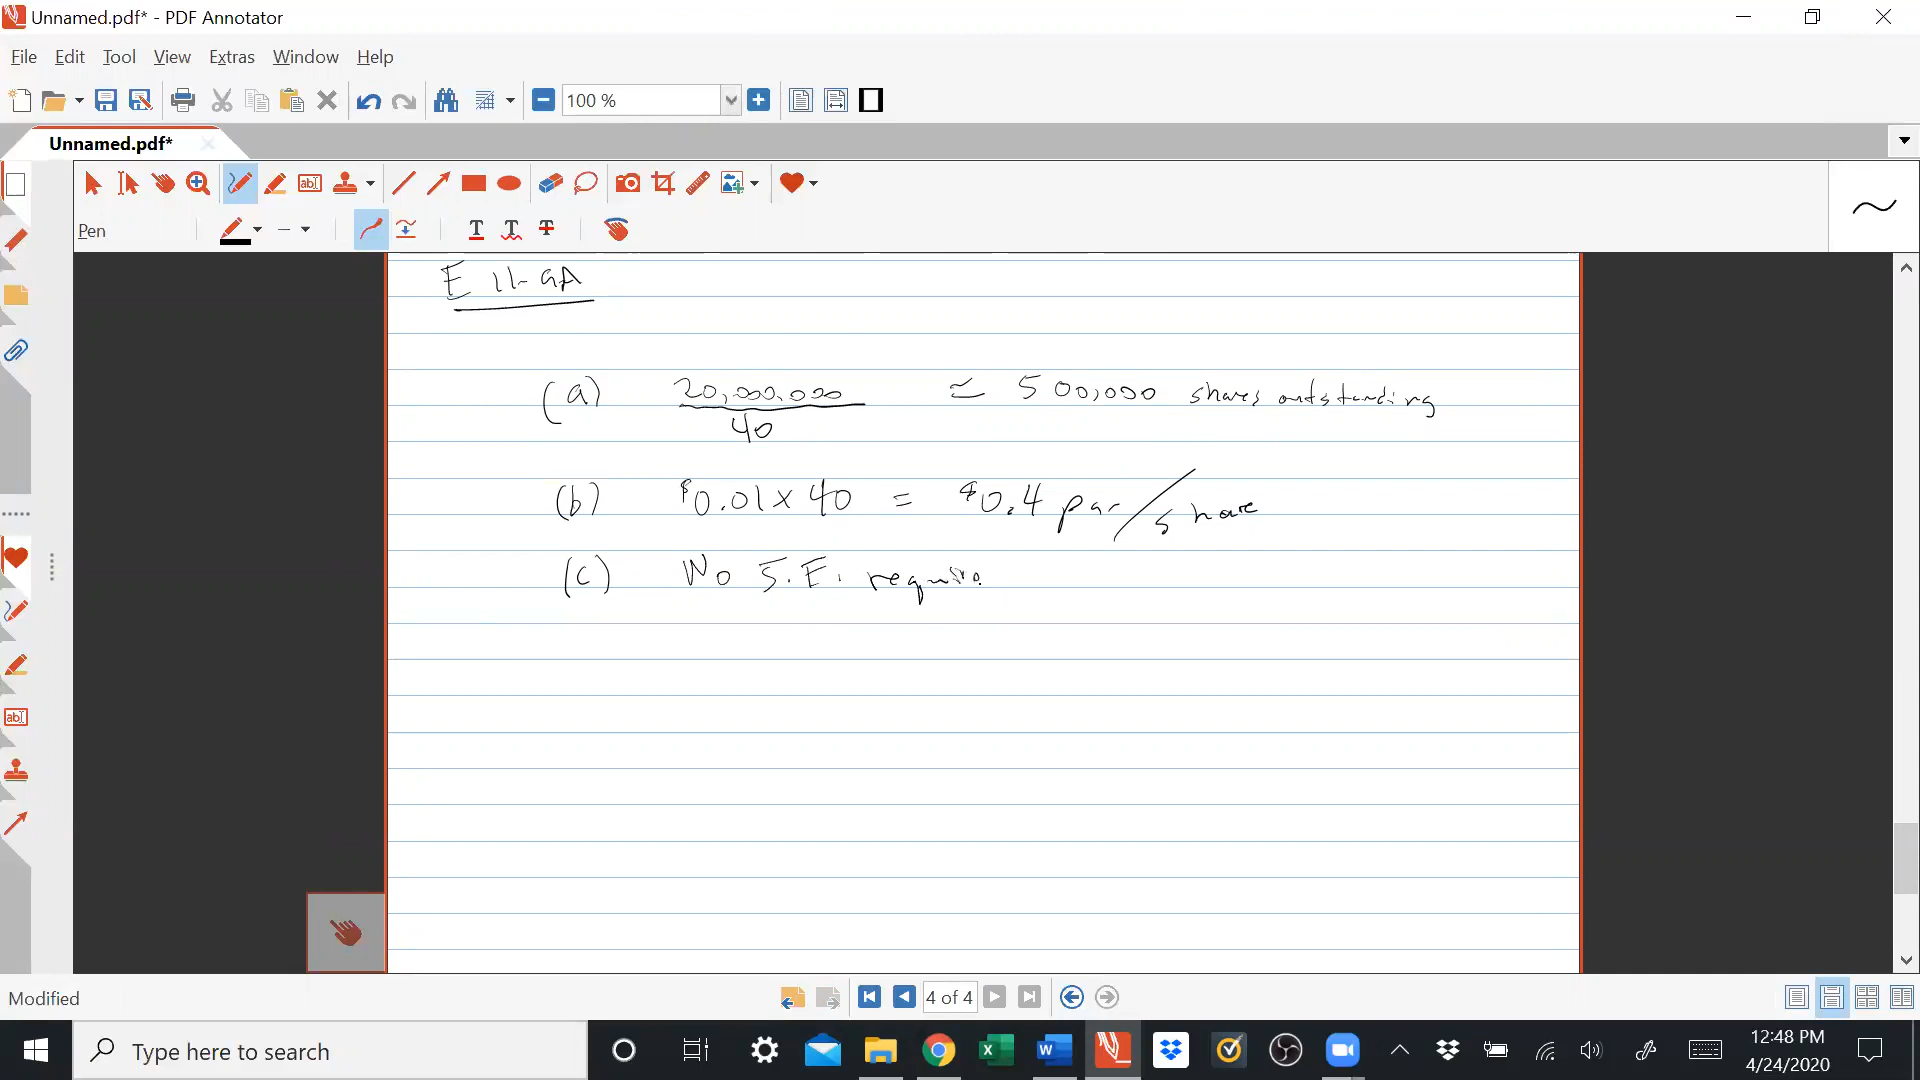 Unnamed.pdf* - PDF Annotator
File Edit Tool View Extras Window Help
100 %
Unnamed.pdf*
Pen
E 11-9A
(a) 20,000,000 / 40 ≃ 500,000 shares outstanding
(b) $0.01 x 40 = $0.4 par/share
(c) No S.E.
Modified
4 of 4
Type here to search
12:48 PM
4/24/2020